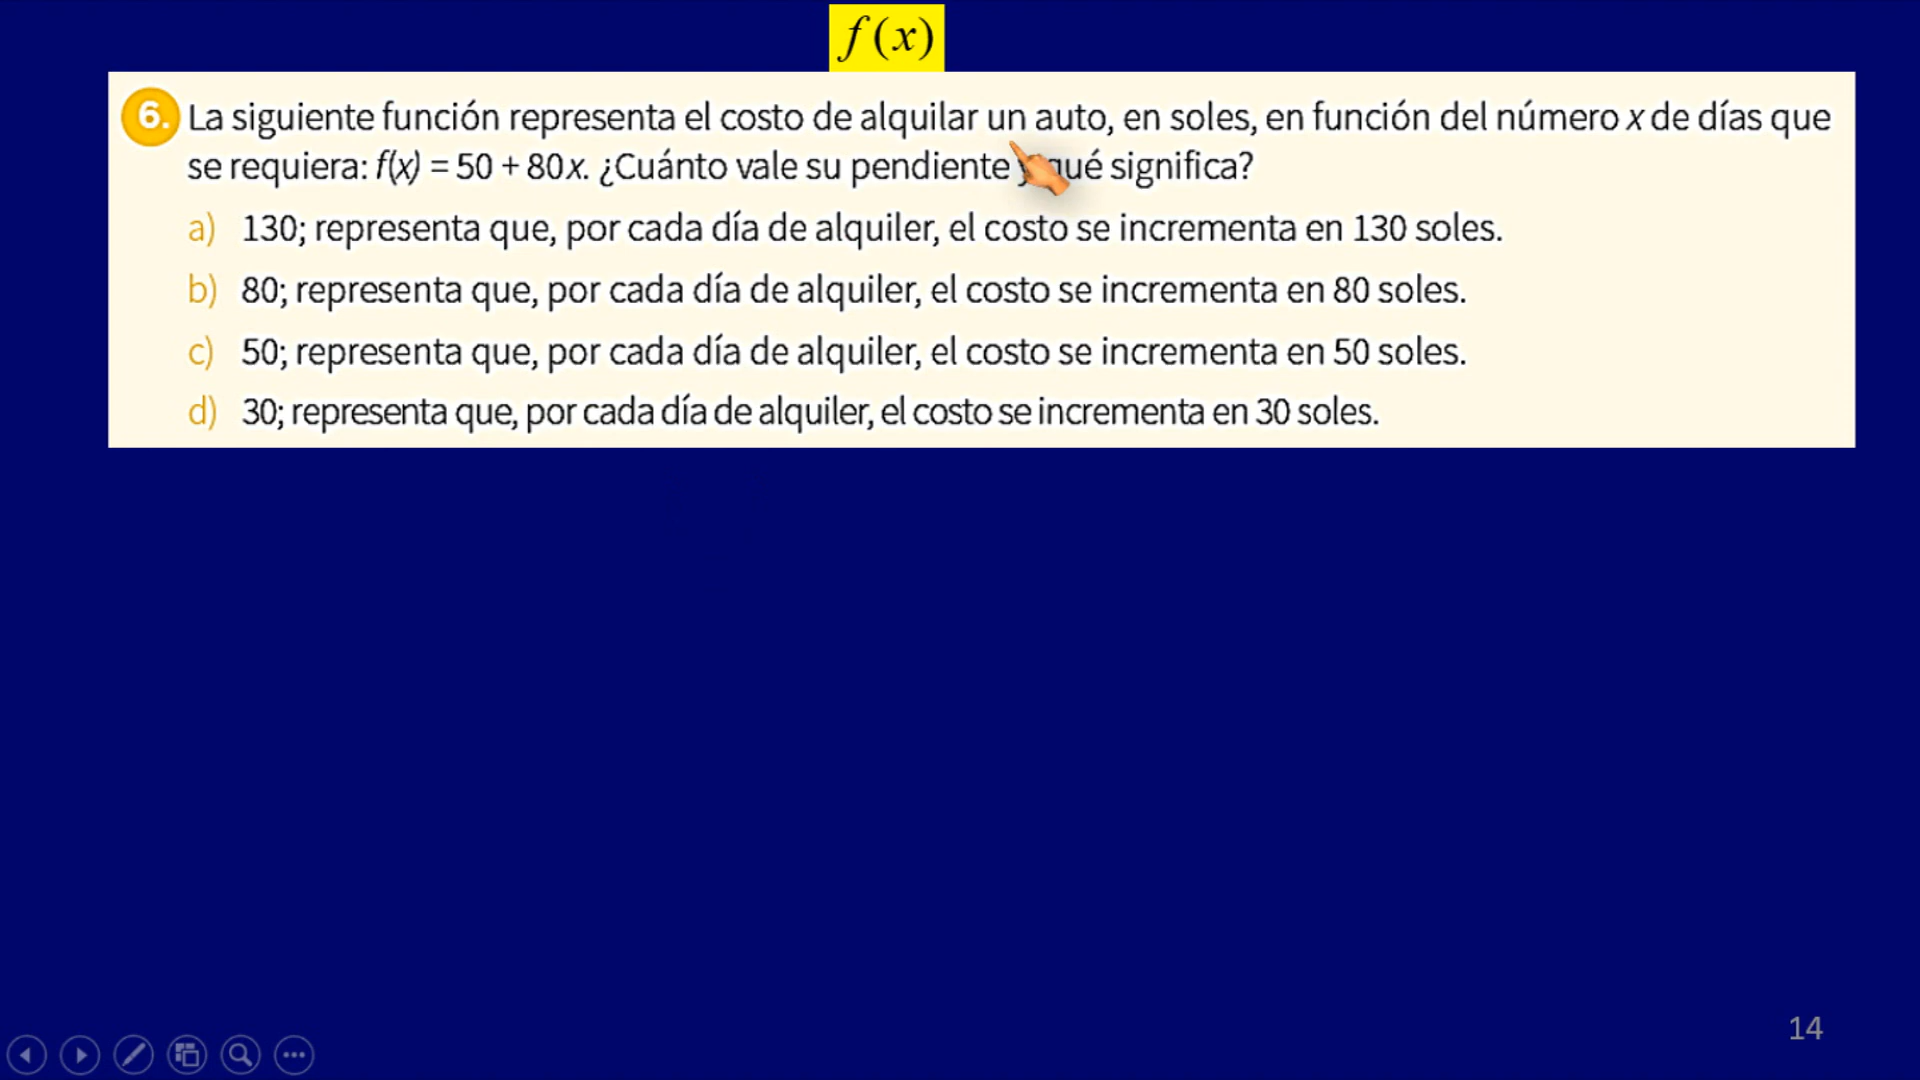 f(x)
6. La siguiente función representa el costo de alquilar un auto, en soles, en función del número x de días que
se requiera: f(x) = 50 + 80x. ¿Cuánto vale su pendiente y qué significa?
a) 130; representa que, por cada día de alquiler, el costo se incrementa en 130 soles.
b) 80; representa que, por cada día de alquiler, el costo se incrementa en 80 soles.
c) 50; representa que, por cada día de alquiler, el costo se incrementa en 50 soles.
d) 30; representa que, por cada día de alquiler, el costo se incrementa en 30 soles.
14